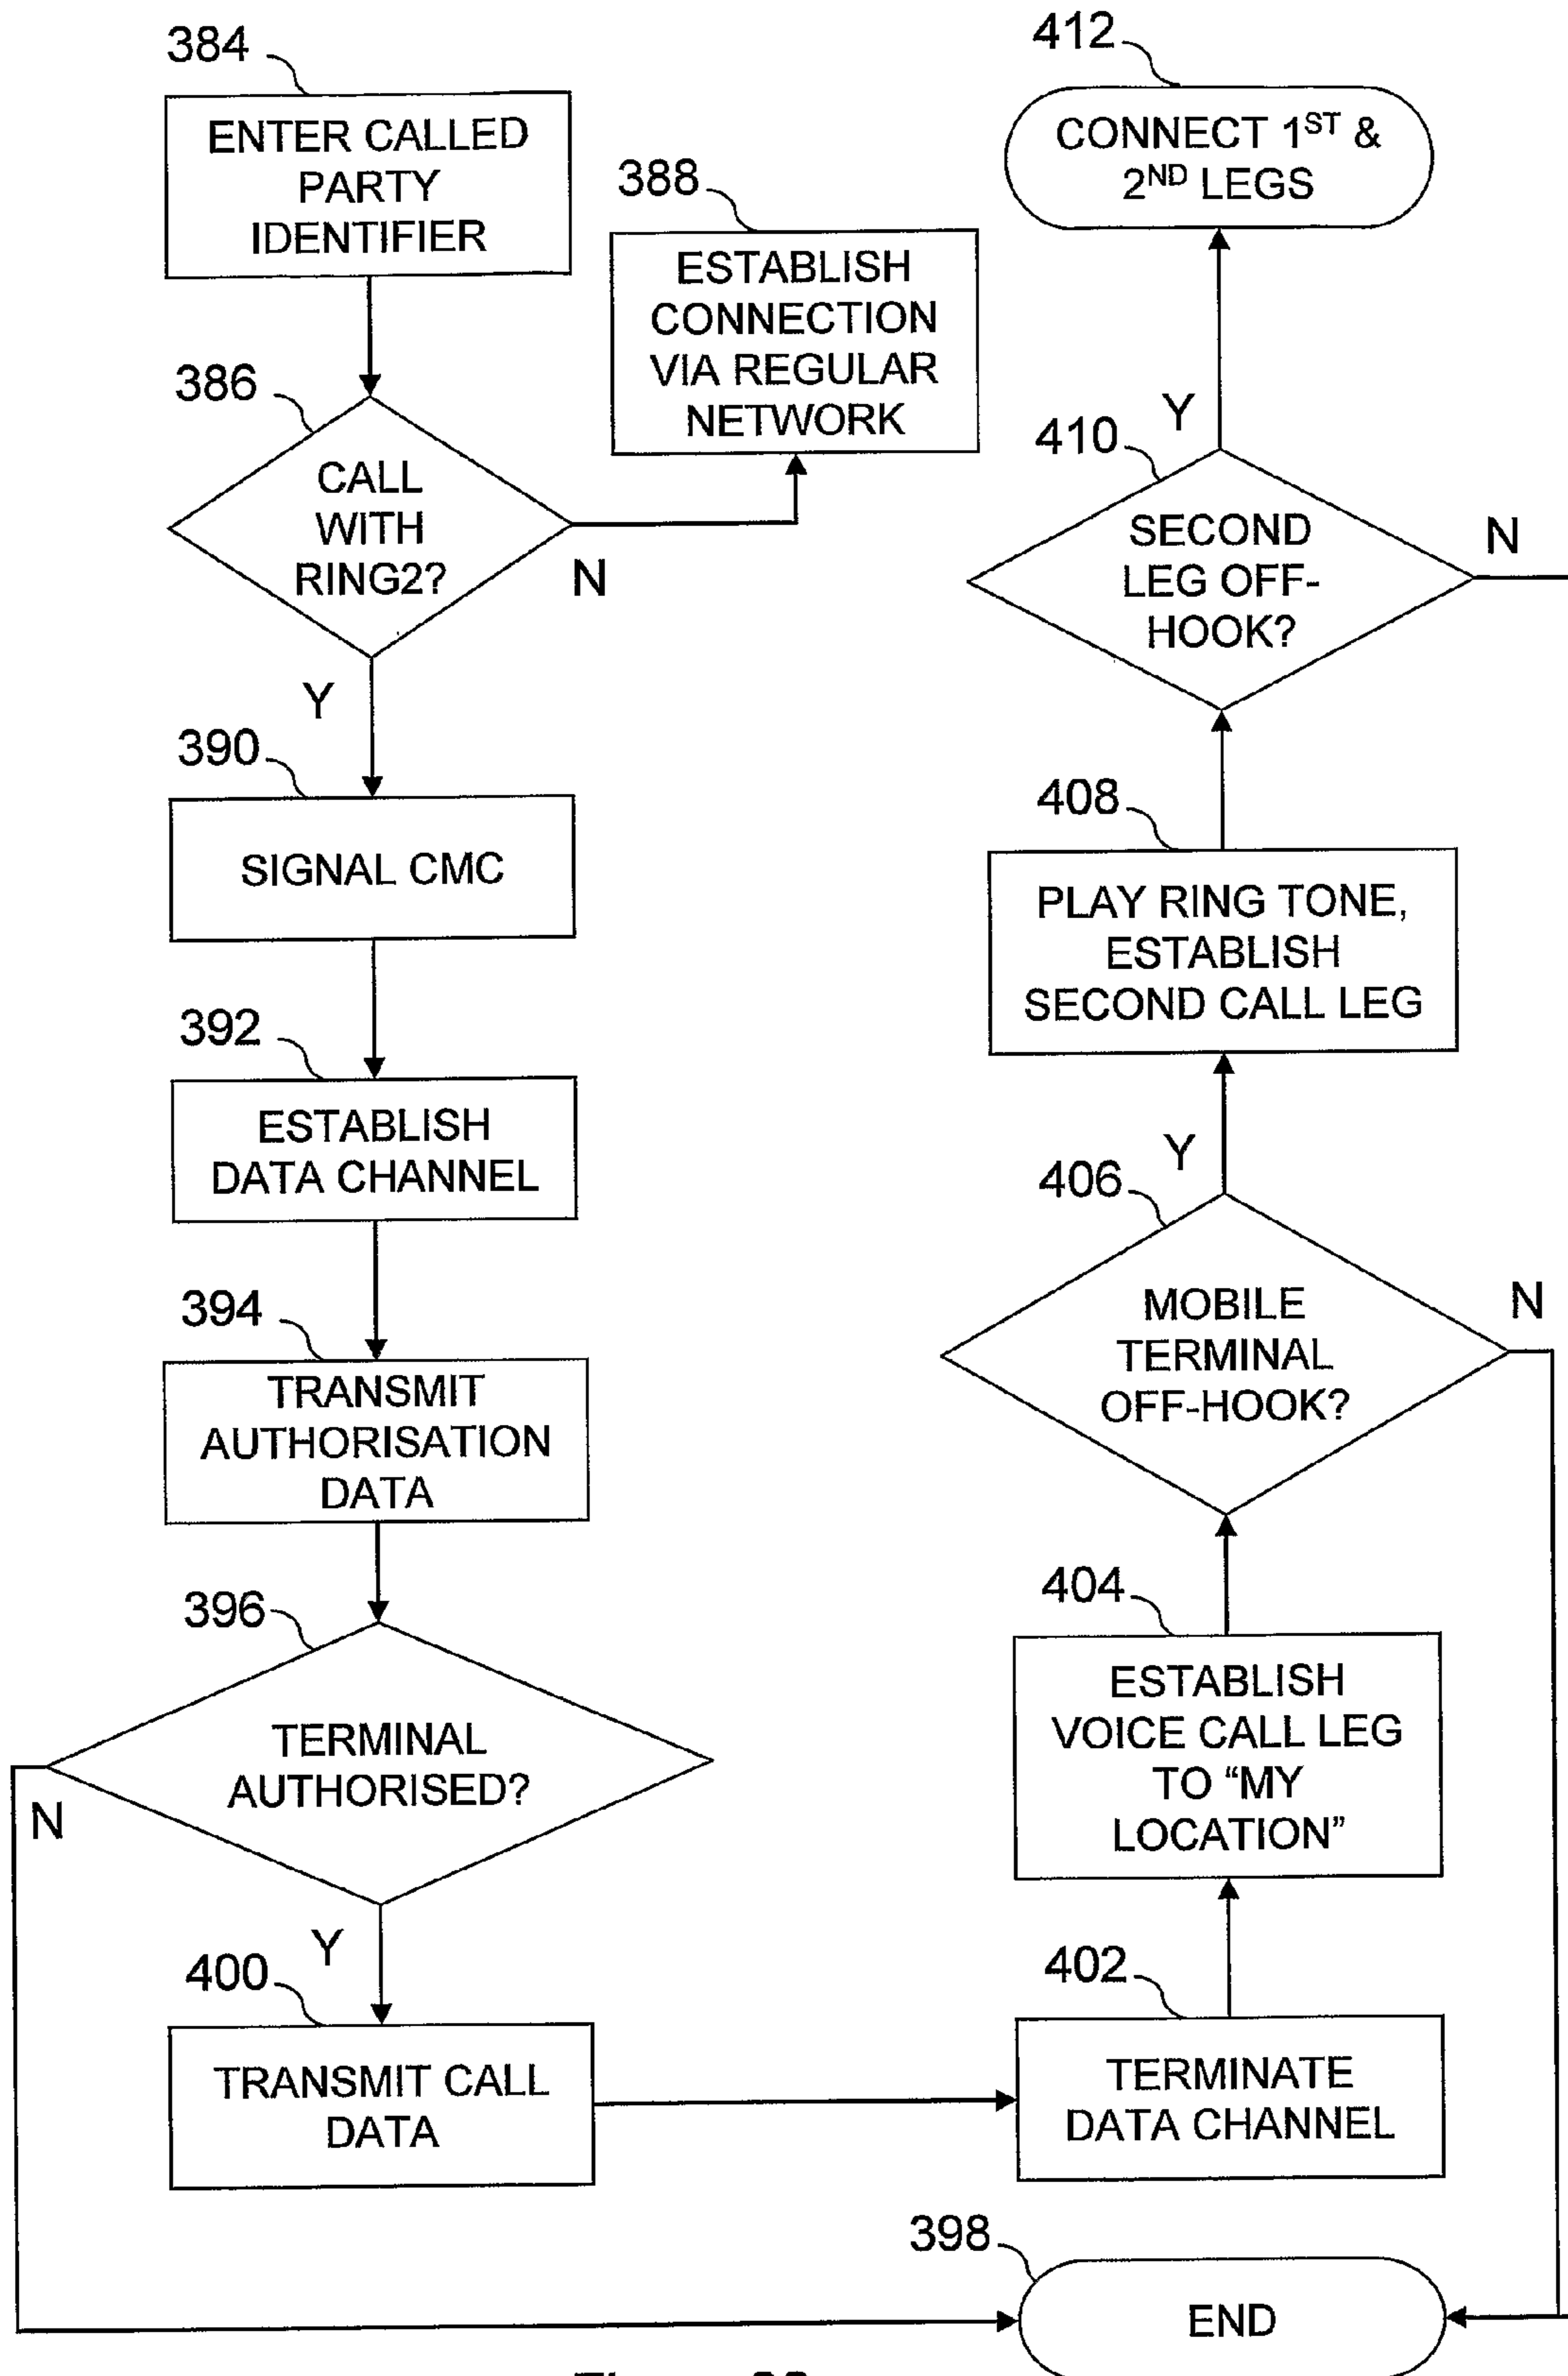 384
ENTER CALLED
PARTY
IDENTIFIER
386
CALL
WITH
RING2?
N
388
ESTABLISH
CONNECTION
VIA REGULAR
NETWORK
Y
390
SIGNAL CMC
392
ESTABLISH
DATA CHANNEL
394
TRANSMIT
AUTHORISATION
DATA
396
TERMINAL
AUTHORISED?
N
Y
400
TRANSMIT CALL
DATA
402
TERMINATE
DATA CHANNEL
404
ESTABLISH
VOICE CALL LEG
TO “MY
LOCATION”
406
MOBILE
TERMINAL
OFF-HOOK?
N
Y
408
PLAY RING TONE,
ESTABLISH
SECOND CALL LEG
410
SECOND
LEG OFF-
HOOK?
N
Y
412
CONNECT 1ST &
2ND LEGS
398
END